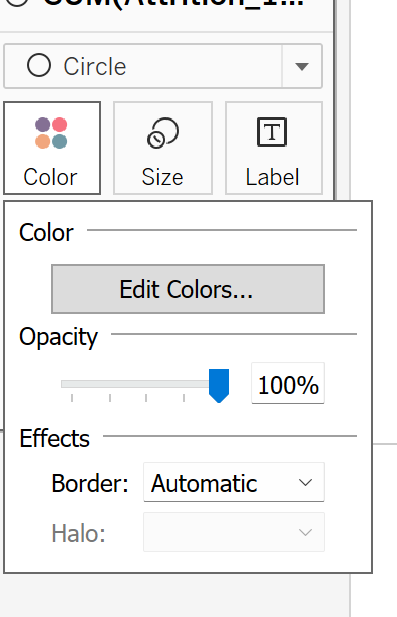 Circle
Color Size Label
Color
Edit Colors...
Opacity
100%
Effects
Border: Automatic
Halo: